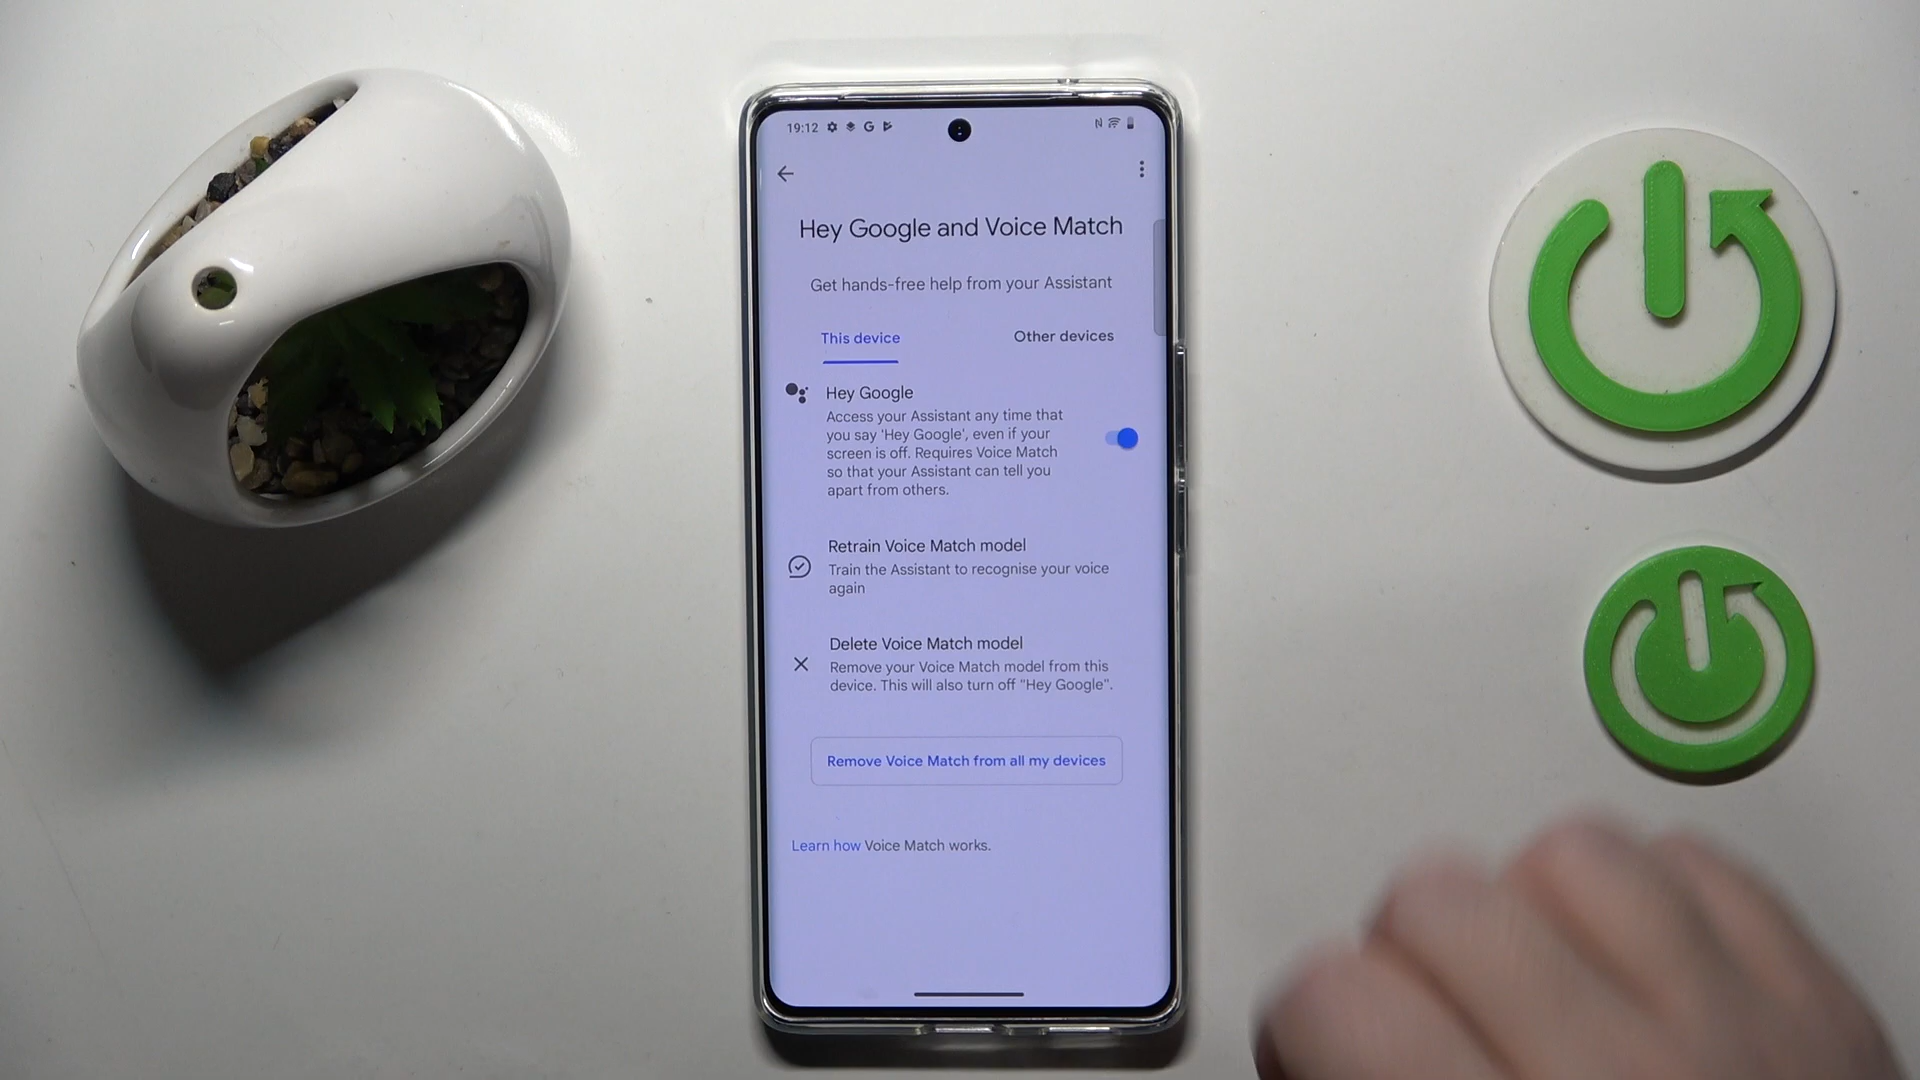 19:12
Hey Google and Voice Match
Get hands-free help from your Assistant
This device
Other devices
Hey Google
Access your Assistant any time that
you say 'Hey Google', even if your
screen is off. Requires Voice Match
so that your Assistant can tell you
apart from others.
Retrain Voice Match model
Train the Assistant to recognise your voice
again
Delete Voice Match model
Remove your Voice Match model from this
device. This will also turn off "Hey Google".
Remove Voice Match from all my devices
Learn how Voice Match works.